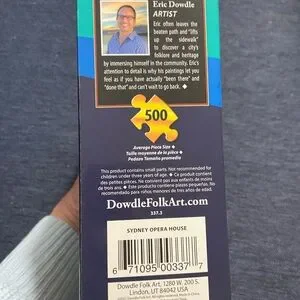 Eric Dowdle
ARTIST
Eric often leaves the
beaten path and "lifts
up the sidewalk"
to discover a city's
folklore and heritage
by immersing himself in the community. Eric's
attention to detail is why his paintings let you
feel as if you have actually "been there" and
"done that" and can't wait to go back. ◆
500
Average Piece Size ◆
Taille moyenne de la pièce ◆
Pedazo Tamaño promedio
This product contains small parts. Not recommended for
children under three years of age. ◆ Ce produit contient
des petites pièces. Ne convient pas aux enfants de moins
de trois ans. ◆ Este producto contiene piezas pequeñas. No
recomendado para niños menores de tres años de edad.
DowdleFolkArt.com
337.3
SYDNEY OPERA HOUSE
6 71095 00337 7
Dowdle Folk Art, 1280 W. 200 S.
Lindon, UT 84042 USA